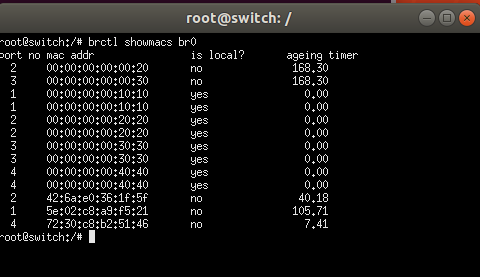 root@switch: /
root@switch:/# brctl showmacs br0
port no mac addr is local? ageing timer
2 00:00:00:00:00:20 no 168.30
3 00:00:00:00:00:30 no 168.30
1 00:00:00:00:10:10 yes 0.00
1 00:00:00:00:10:10 yes 0.00
2 00:00:00:00:20:20 yes 0.00
2 00:00:00:00:20:20 yes 0.00
3 00:00:00:00:30:30 yes 0.00
3 00:00:00:00:30:30 yes 0.00
4 00:00:00:00:40:40 yes 0.00
4 00:00:00:00:40:40 yes 0.00
2 42:6a:e0:36:1f:5f no 40.18
1 5e:02:c8:a9:f5:21 no 105.71
4 72:30:c8:b2:51:46 no 7.41
root@switch:/#